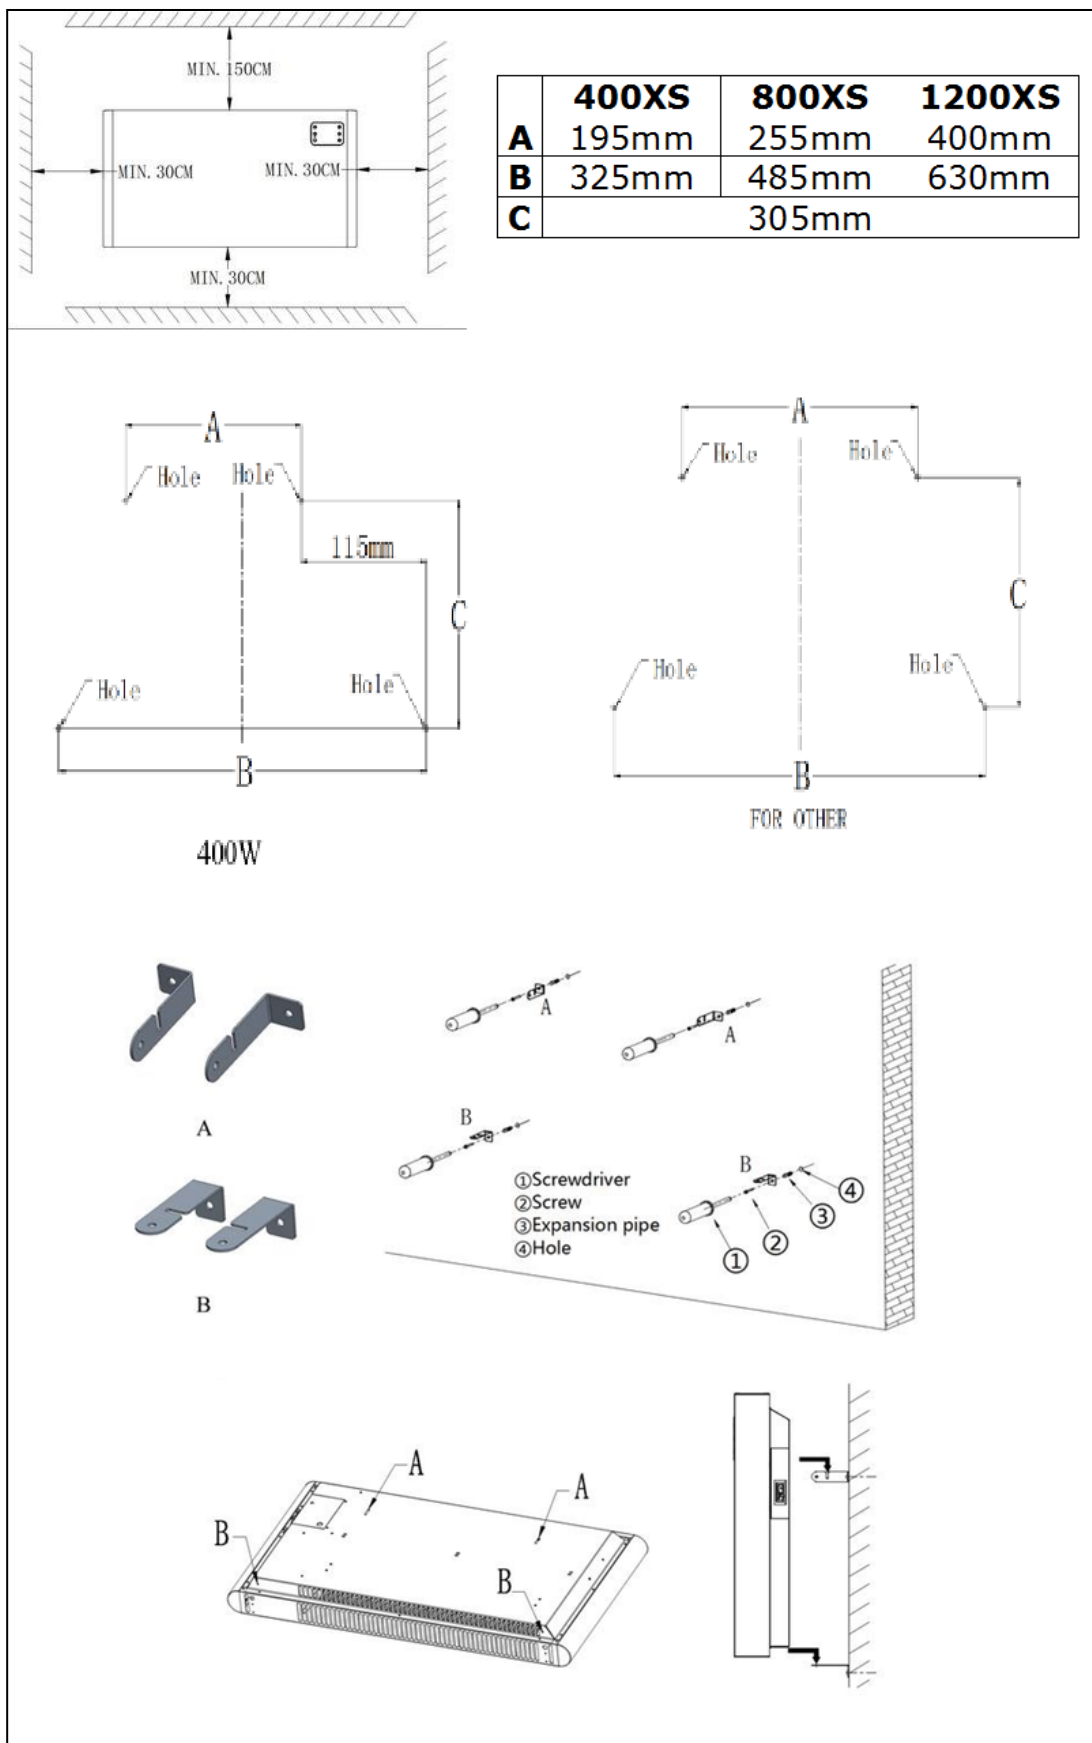 MIN. 150CM
MIN. 30CM
MIN. 30CM
MIN. 30CM
400XS 800XS 1200XS
A 195mm 255mm 400mm
B 325mm 485mm 630mm
C 305mm
A
Hole Hole
115mm
C
Hole Hole
B
400W
A
Hole Hole
C
Hole Hole
B
FOR OTHER
A
B
A
A
B
B
①Screwdriver
②Screw
③Expansion pipe
④Hole
① ② ③ ④
A
A
B
B